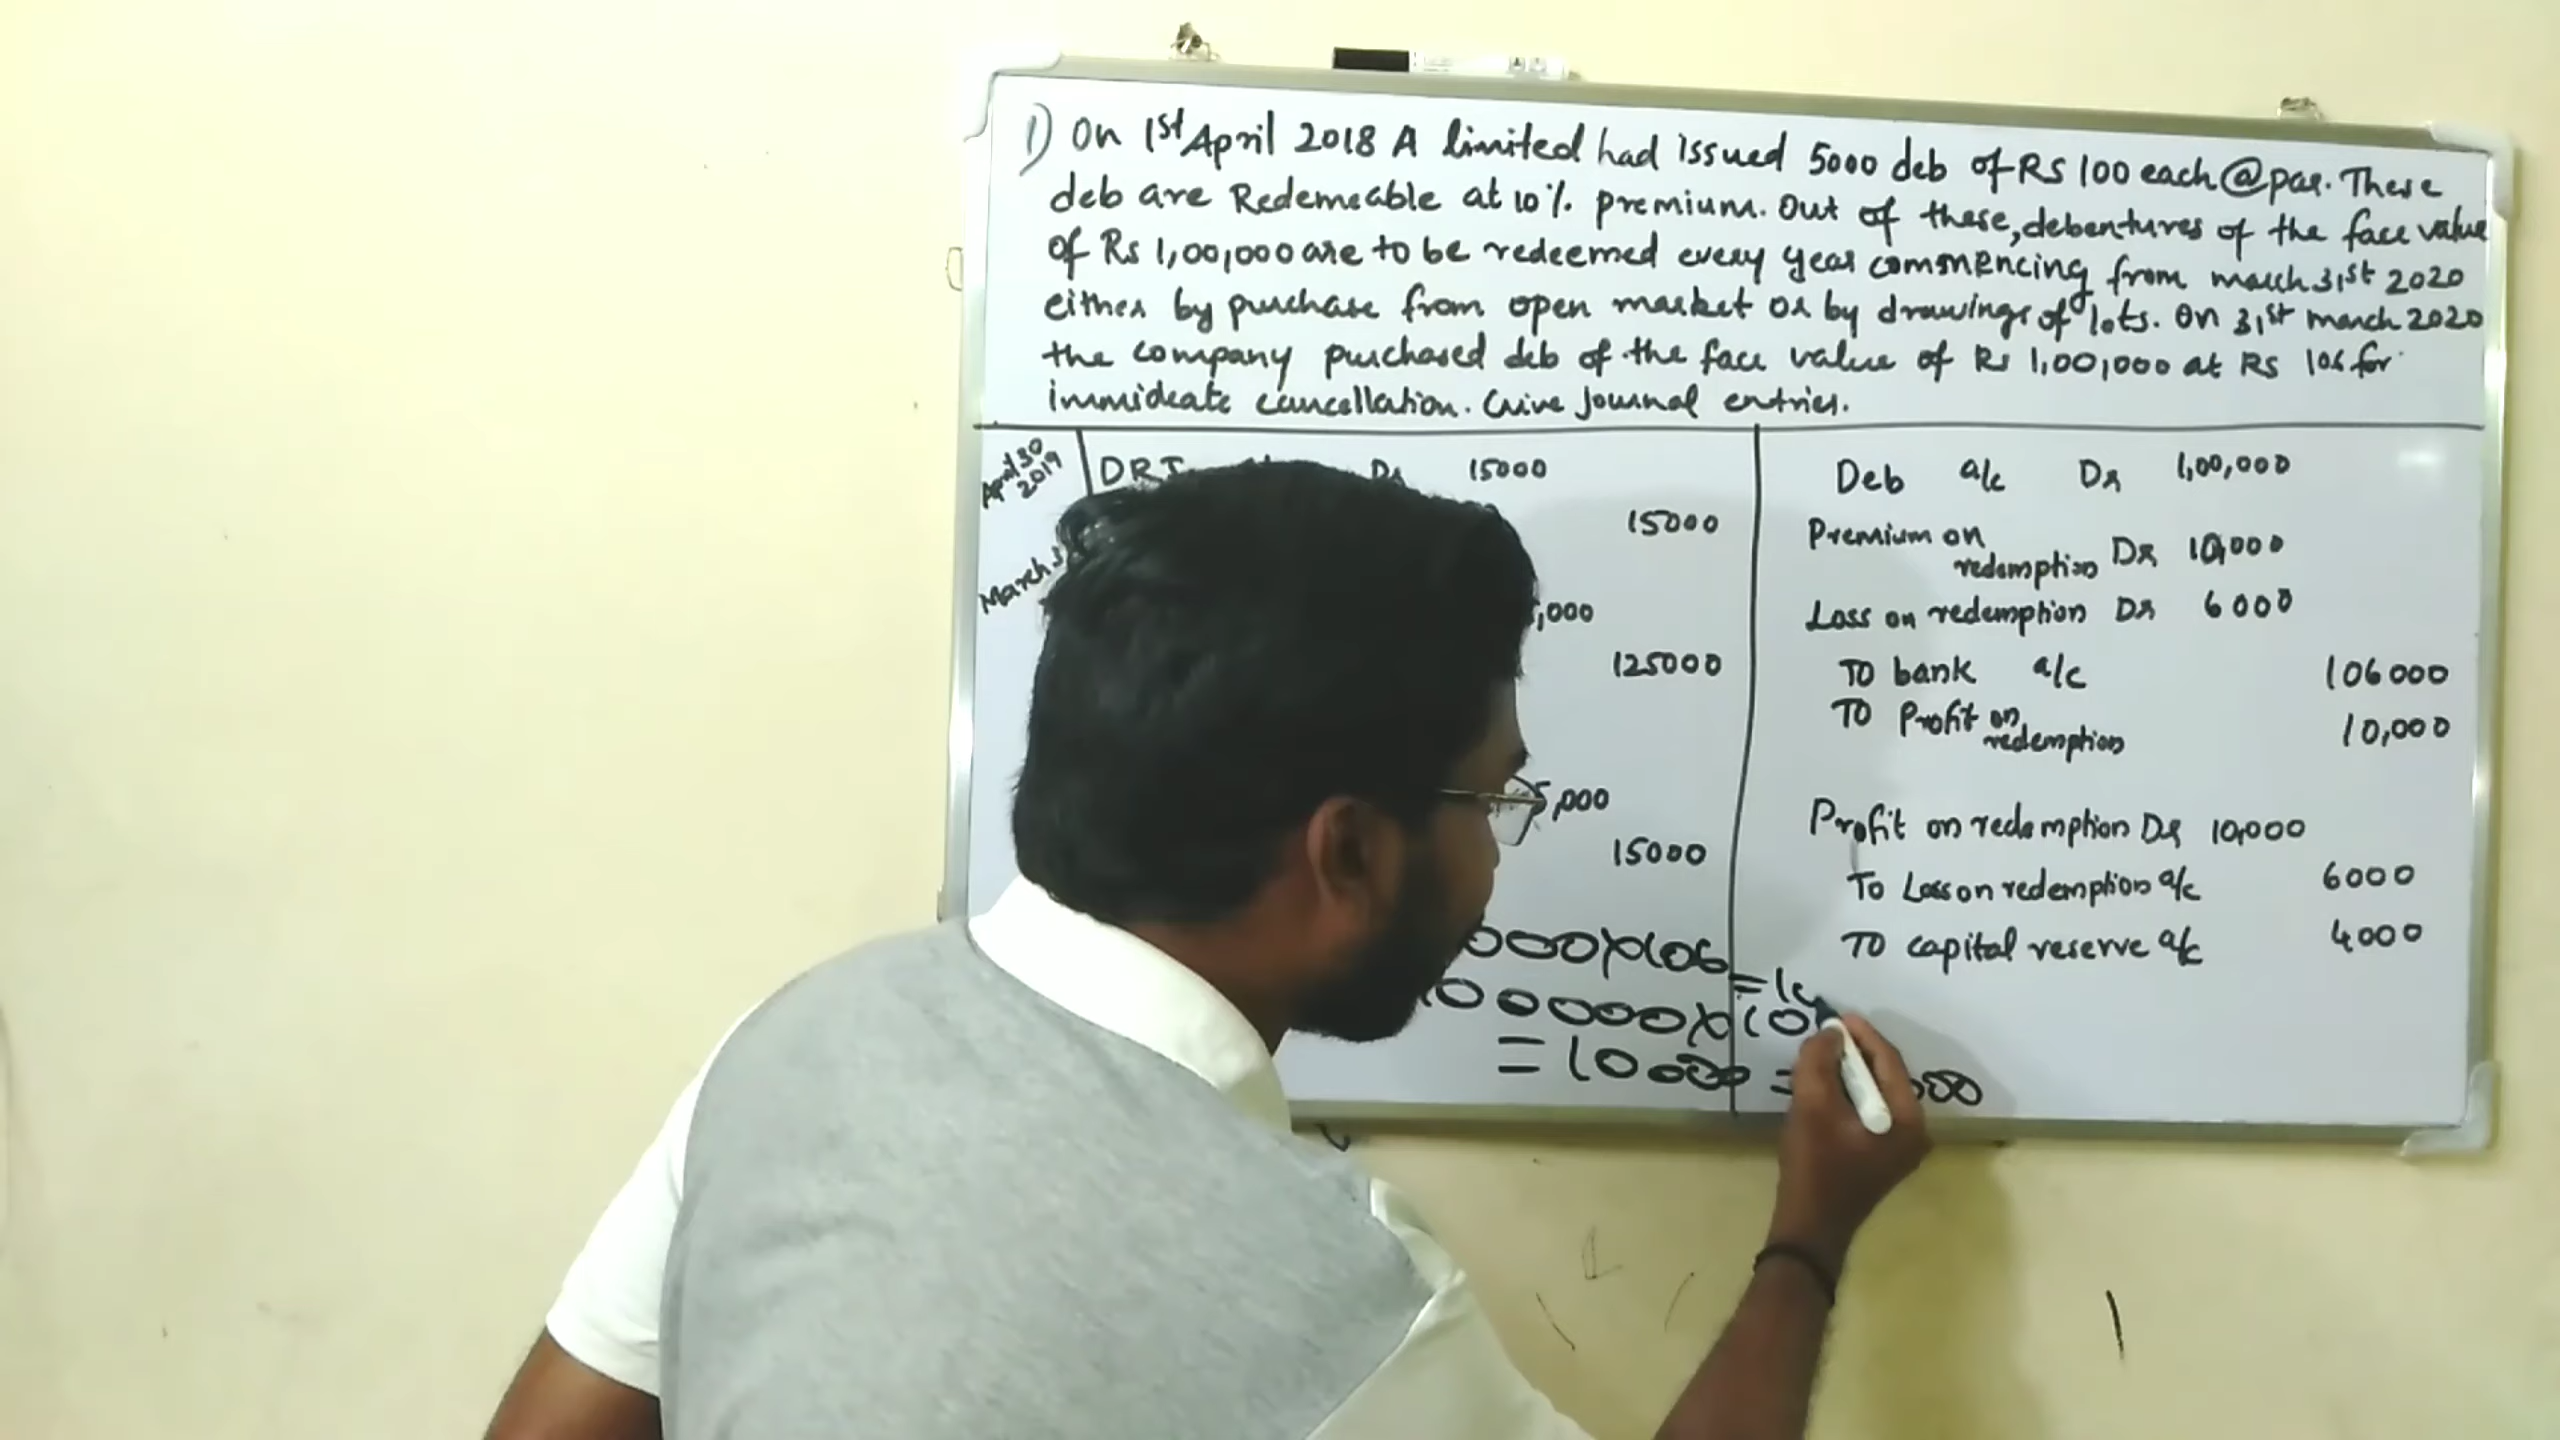 1) On 1st April 2018 A limited had issued 5000 deb of Rs 100 each @ par. These
deb are Redemeable at 10%. premium. Out of these, debentures of the face value
of Rs 1,00,000 are to be redeemed every year commencing from march 31st 2020
either by purchase from open market or by drawings of lots. On 31st march 2020
the company purchased deb of the face value of Rs 1,00,000 at Rs 106 for
immideate cancellation. Give Journal entries.
April 30
2019
Dr 15000
15000
March
,000
125000
5,000
15000
000X106
=10
100000X10
= 10000 =
000
Deb a/c Dr 1,00,000
Premium on
redemption Dr 10,000
Loss on redemption Dr 6000
To bank a/c 106000
To Profit on
redemption 10,000
Profit on redemption Dr 10,000
To Loss on redemption a/c 6000
To capital reserve a/c 4000